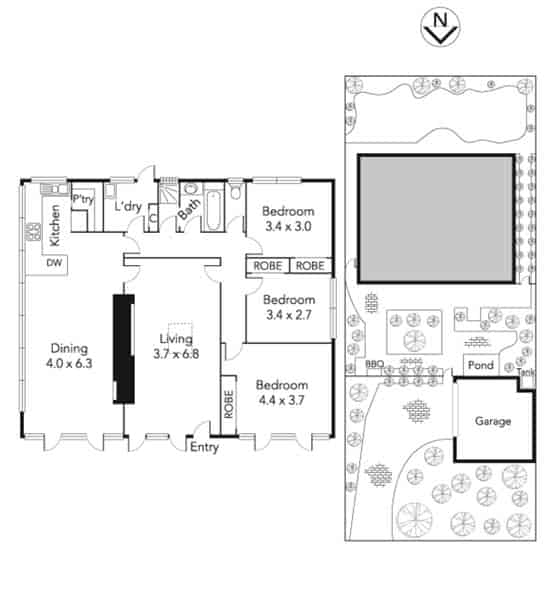 N
Kitchen
P'try
L'dry
C
Bath
Bedroom
3.4 x 3.0
DW
ROBE
ROBE
Bedroom
3.4 x 2.7
Dining
4.0 x 6.3
Living
3.7 x 6.8
Bedroom
4.4 x 3.7
ROBE
Entry
BBQ
Pond
Tank
Garage